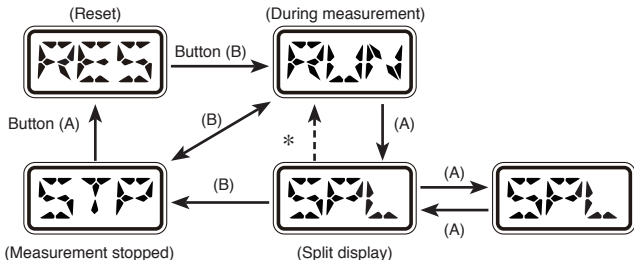 (Reset)
(During measurement)
RES
Button (B)
RUN
Button (A)
(B)
*
(A)
STP
(B)
SPL
(A)
(A)
SPL
(Measurement stopped)
(Split display)